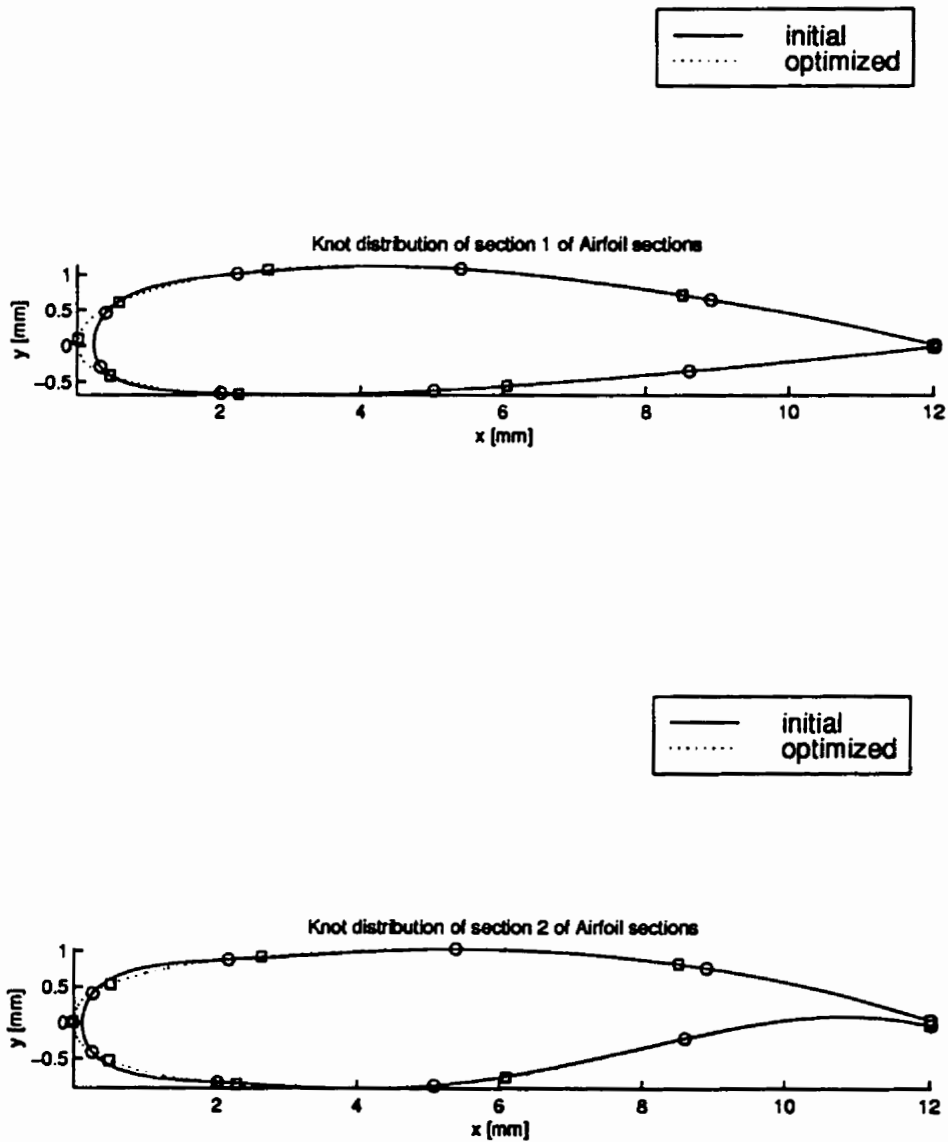 initial
optimized
Knot distribution of section 1 of Airfoil sections
1
0.5
0
−0.5
y [mm]
2 4 6 8 10 12
x [mm]
initial
optimized
Knot distribution of section 2 of Airfoil sections
1
0.5
0
−0.5
y [mm]
2 4 6 8 10 12
x [mm]